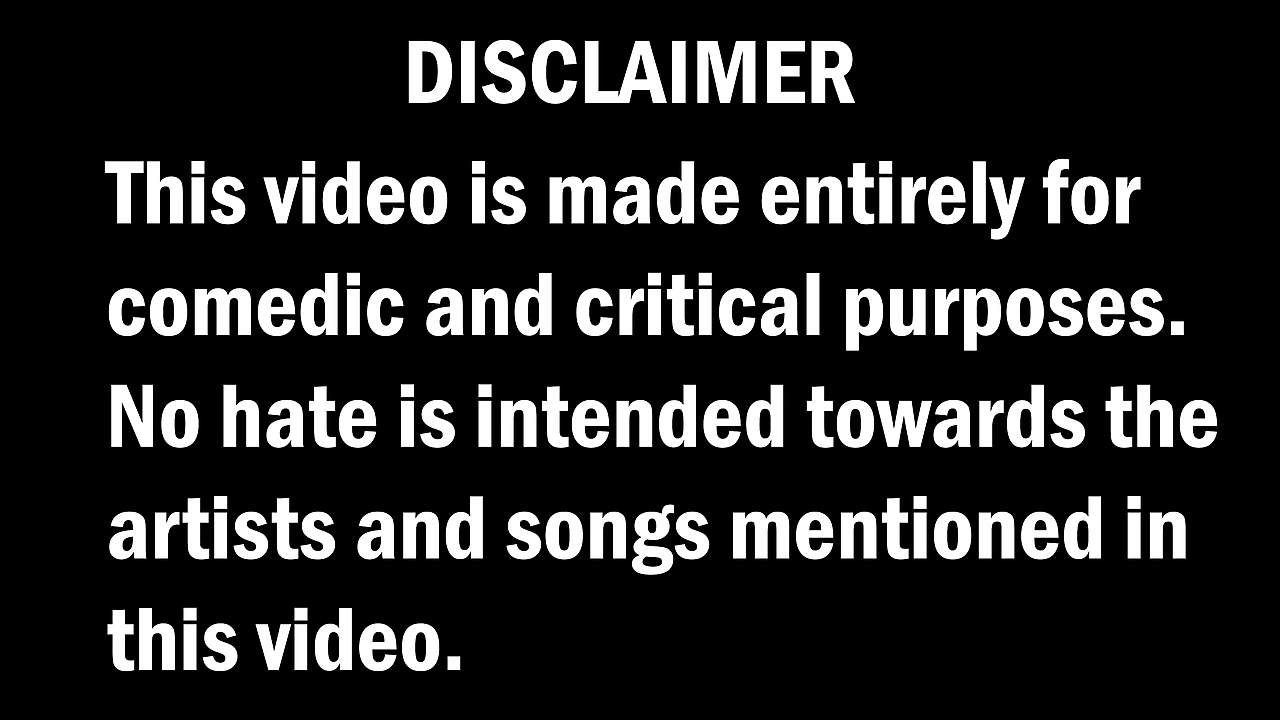 DISCLAIMER
This video is made entirely for
comedic and critical purposes.
No hate is intended towards the
artists and songs mentioned in
this video.